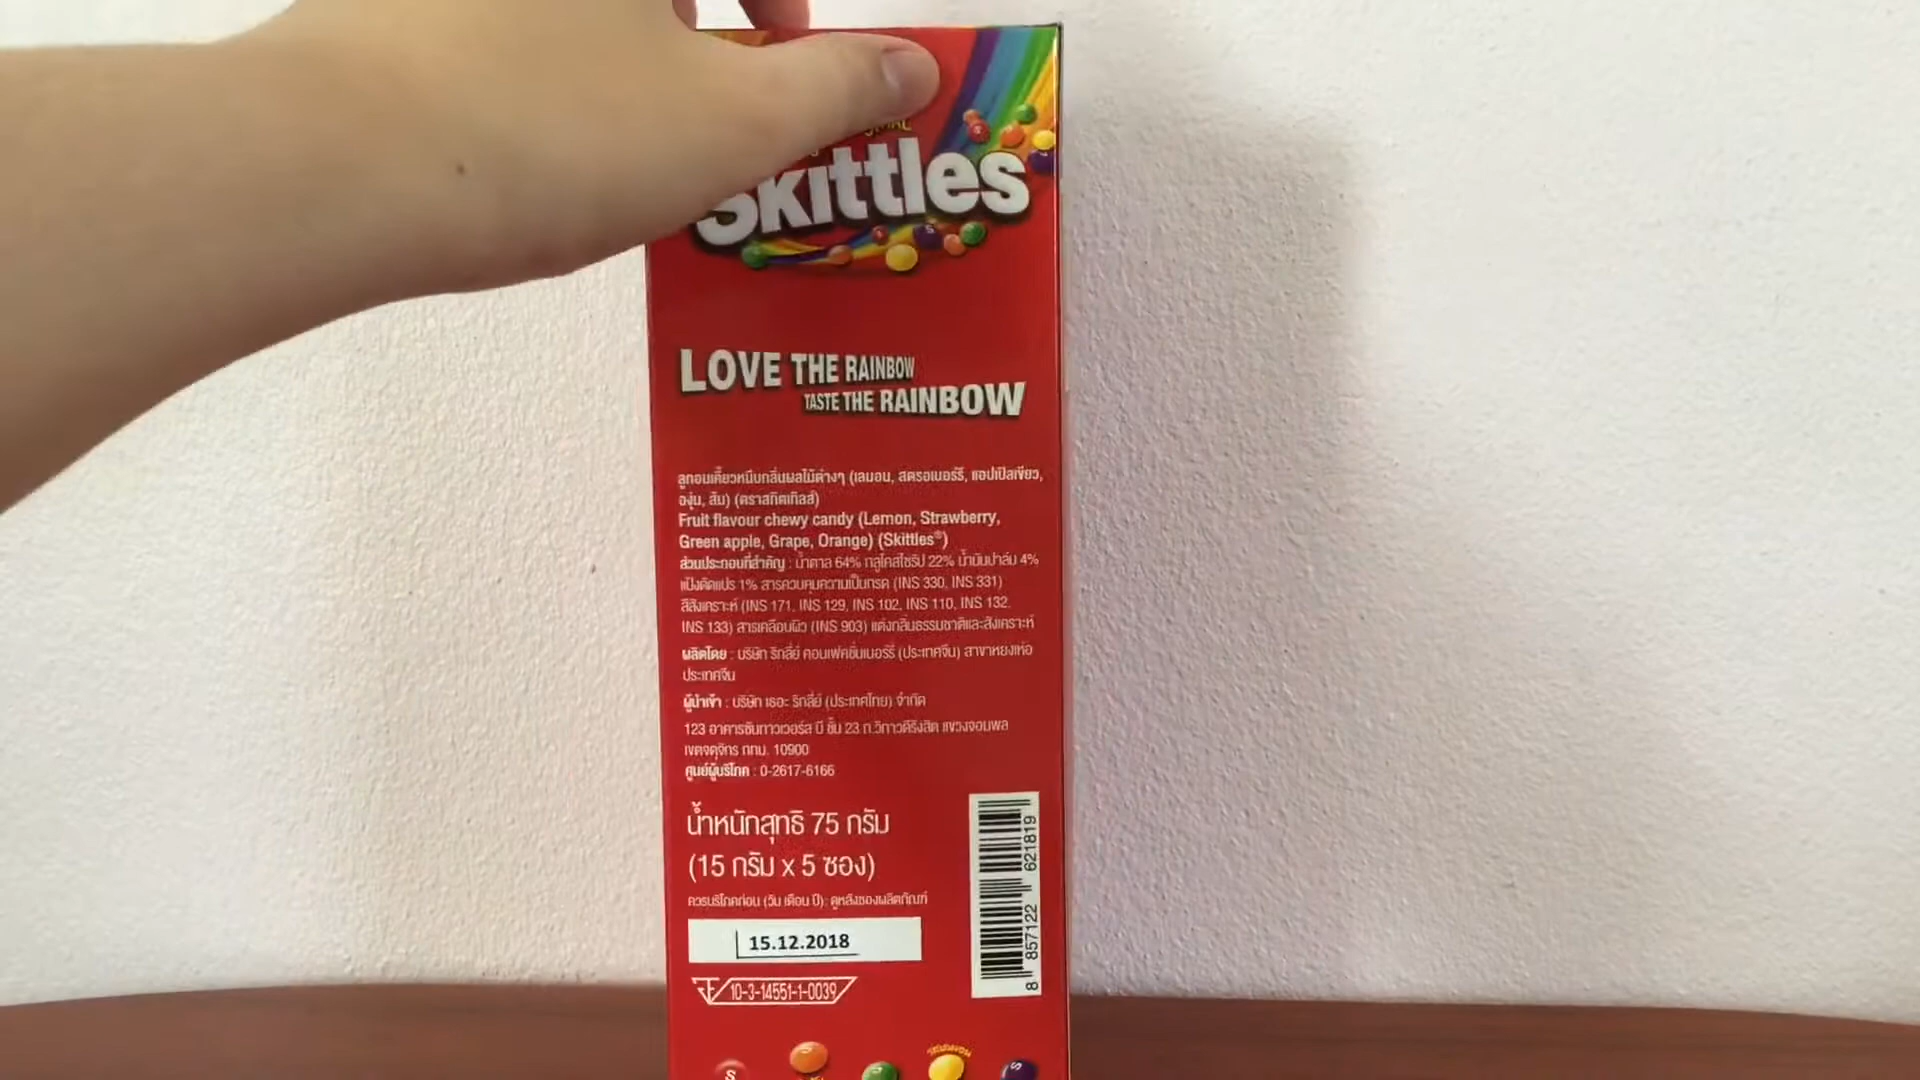 Skittles
LOVE THE RAINBOW
TASTE THE RAINBOW
ลูกอมเคี้ยวหนึบกลิ่นผลไม้ต่างๆ (เลมอน, สตรอเบอร์รี, แอปเปิลเขียว,
องุ่น, ส้ม) (ตราสกิตเทิลส์)
Fruit flavour chewy candy (Lemon, Strawberry,
Green apple, Grape, Orange) (Skittles®)
ส่วนประกอบที่สำคัญ : น้ำตาล 64% กลูโคสไซรัป 22% น้ำมันปาล์ม 4%
แป้งดัดแปร 1% สารควบคุมความเป็นกรด (INS 330, INS 331)
สีสังเคราะห์ (INS 171, INS 129, INS 102, INS 110, INS 132,
INS 133) สารเคลือบผิว (INS 903) แต่งกลิ่นธรรมชาติและสังเคราะห์
ผลิตโดย : บริษัท ริกลี่ย์ คอนเฟคชั่นเนอร์รี่ (ประเทศจีน) สาขาหยงเหอ
ประเทศจีน
ผู้นำเข้า : บริษัท เธอะ ริกลี่ย์ (ประเทศไทย) จำกัด
123 อาคารซันทาวเวอร์ส บี ชั้น 23 ถ.วิภาวดีรังสิต แขวงจอมพล
เขตจตุจักร กทม. 10900
ศูนย์ผู้บริโภค : 0-2617-6166
น้ำหนักสุทธิ 75 กรัม
(15 กรัม x 5 ซอง)
ควรบริโภคก่อน (วัน เดือน ปี): ดูหลังซองผลิตภัณฑ์
15.12.2018
10-3-14551-1-0039
8 857122 621819